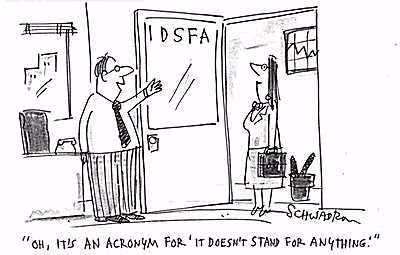 IDSFA
SCHWADRON
"OH, IT'S AN ACRONYM FOR 'IT DOESN'T STAND FOR ANYTHING.'"